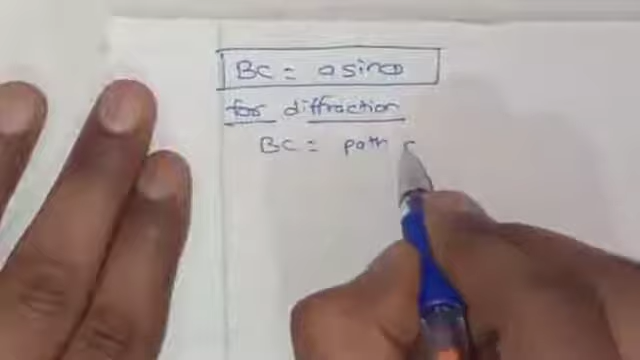 BC = a sinθ
for diffraction
BC = path